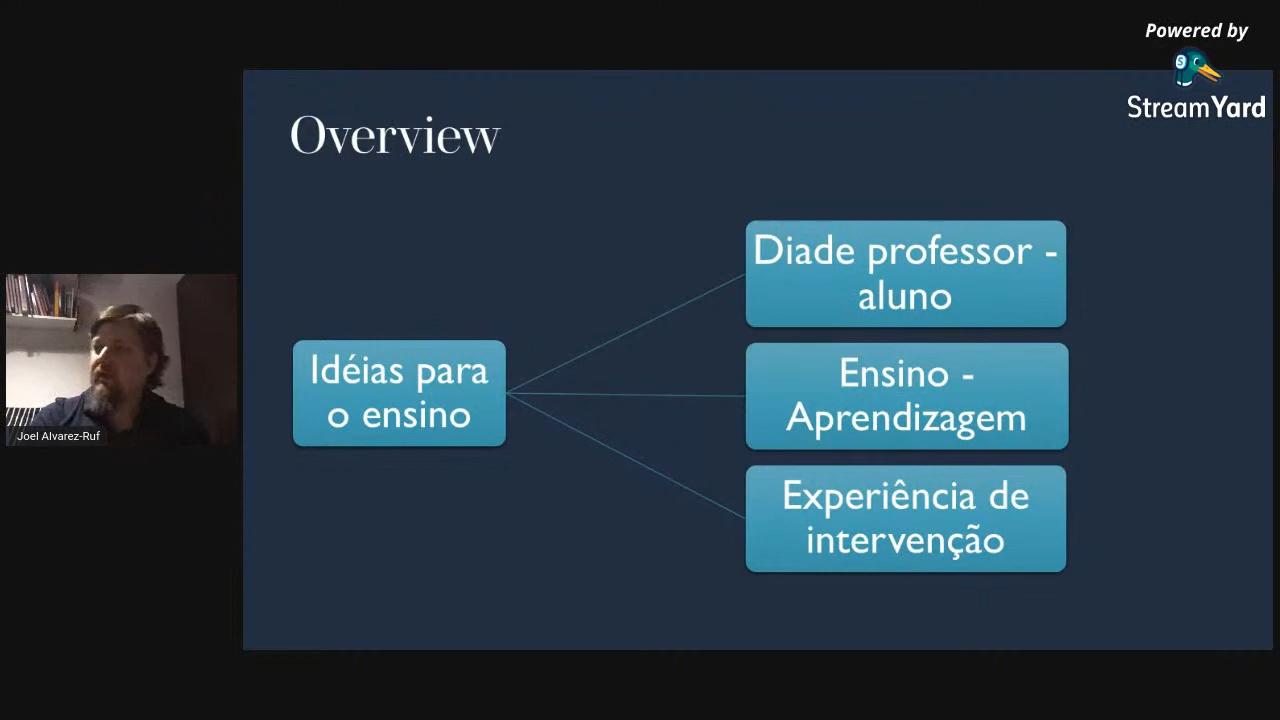 Powered by
StreamYard
Overview
Diade professor -
aluno
Idéias para
o ensino
Ensino -
Aprendizagem
Experiência de
intervenção
Joel Alvarez-Ruf